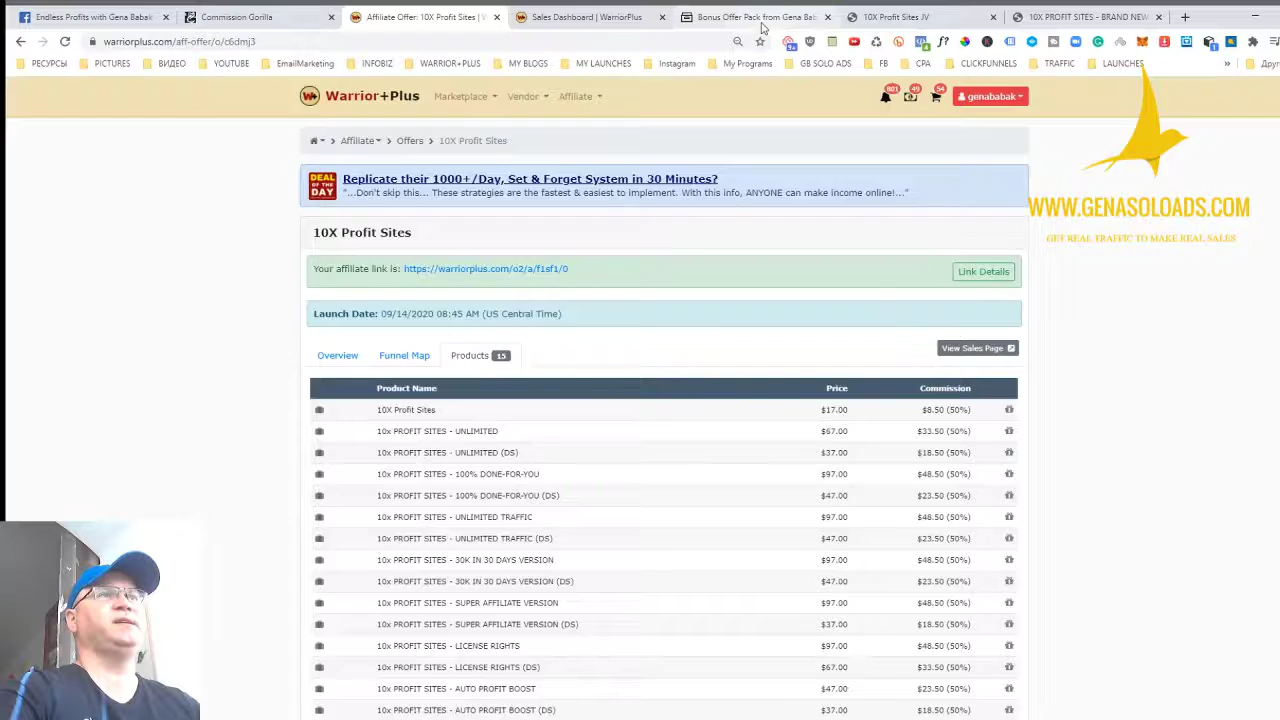 Endless Profits with Gena Babak
Commission Gorilla
Affiliate Offer: 10X Profit Sites | W
Sales Dashboard | WarriorPlus
Bonus Offer Pack from Gena Bab
10X Profit Sites JV
10X PROFIT SITES - BRAND NEW
warriorplus.com/aff-offer/o/c6dmj3
РЕСУРСЫ
PICTURES
ВИДЕО
YOUTUBE
EmailMarketing
INFOBIZ
WARRIOR+PLUS
MY BLOGS
MY LAUNCHES
Instagram
My Programs
GB SOLO ADS
FB
CPA
CLICKFUNNELS
TRAFFIC
LAUNCHES
Другі
Warrior+Plus
Marketplace
Vendor
Affiliate
801
49
54
genababak
Affiliate
Offers
10X Profit Sites
DEAL OF THE DAY
Replicate their 1000+/Day, Set & Forget System in 30 Minutes?
"...Don't skip this... These strategies are the fastest & easiest to implement. With this info, ANYONE can make income online!..."
WWW.GENASOLOADS.COM
GET REAL TRAFFIC TO MAKE REAL SALES
10X Profit Sites
Your affiliate link is: https://warriorplus.com/o2/a/f1sf1/0
Link Details
Launch Date: 09/14/2020 08:45 AM (US Central Time)
Overview
Funnel Map
Products 15
View Sales Page
Product Name Price Commission
10X Profit Sites $17.00 $8.50 (50%)
10x PROFIT SITES - UNLIMITED $67.00 $33.50 (50%)
10x PROFIT SITES - UNLIMITED (DS) $37.00 $18.50 (50%)
10x PROFIT SITES - 100% DONE-FOR-YOU $97.00 $48.50 (50%)
10x PROFIT SITES - 100% DONE-FOR-YOU (DS) $47.00 $23.50 (50%)
10x PROFIT SITES - UNLIMITED TRAFFIC $97.00 $48.50 (50%)
10x PROFIT SITES - UNLIMITED TRAFFIC (DS) $47.00 $23.50 (50%)
10x PROFIT SITES - 30K IN 30 DAYS VERSION $97.00 $48.50 (50%)
10x PROFIT SITES - 30K IN 30 DAYS VERSION (DS) $47.00 $23.50 (50%)
10x PROFIT SITES - SUPER AFFILIATE VERSION $97.00 $48.50 (50%)
10x PROFIT SITES - SUPER AFFILIATE VERSION (DS) $37.00 $18.50 (50%)
10x PROFIT SITES - LICENSE RIGHTS $97.00 $48.50 (50%)
10x PROFIT SITES - LICENSE RIGHTS (DS) $67.00 $33.50 (50%)
10x PROFIT SITES - AUTO PROFIT BOOST $47.00 $23.50 (50%)
10x PROFIT SITES - AUTO PROFIT BOOST (DS) $37.00 $18.50 (50%)